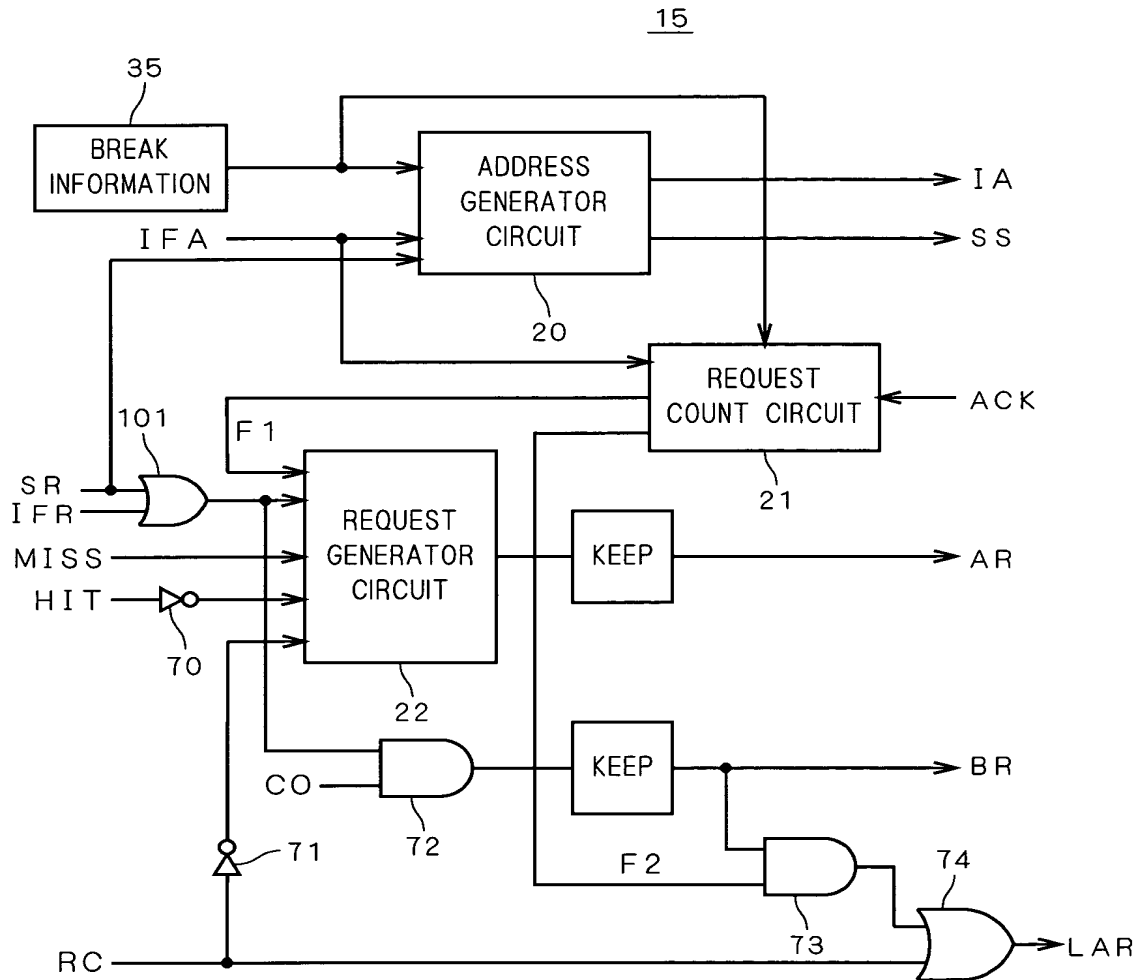 15
35
BREAK
INFORMATION
ADDRESS
GENERATOR
CIRCUIT
IA
IFA
SS
20
REQUEST
COUNT CIRCUIT
ACK
101
F1
21
SR
IFR
REQUEST
GENERATOR
CIRCUIT
KEEP
MISS
AR
HIT
70
22
KEEP
BR
CO
72
71
F2
74
73
RC
LAR